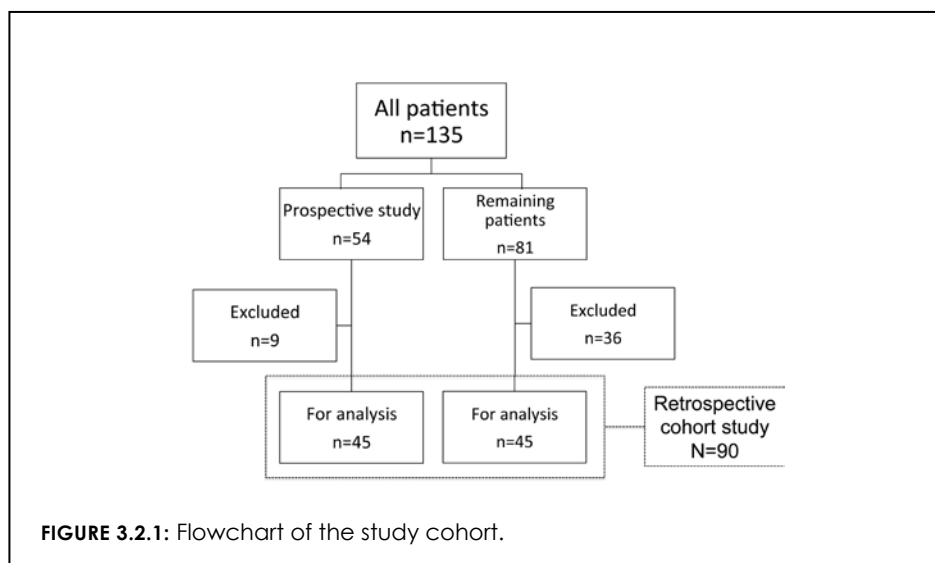 All patients
n=135
Prospective study
n=54
Remaining
patients
n=81
Excluded
n=9
Excluded
n=36
For analysis
n=45
For analysis
n=45
Retrospective
cohort study
N=90
FIGURE 3.2.1: Flowchart of the study cohort.